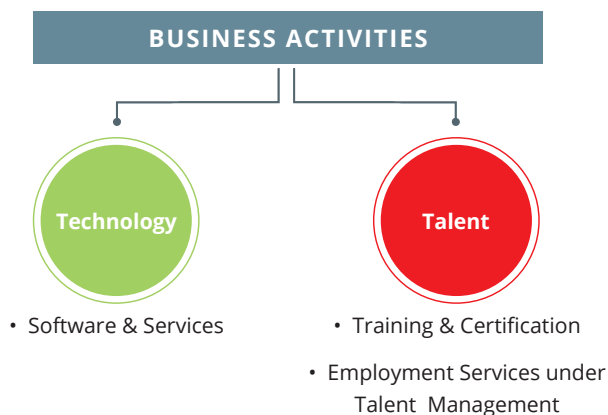 BUSINESS ACTIVITIES
Technology
• Software & Services
Talent
• Training & Certification
• Employment Services under
Talent Management